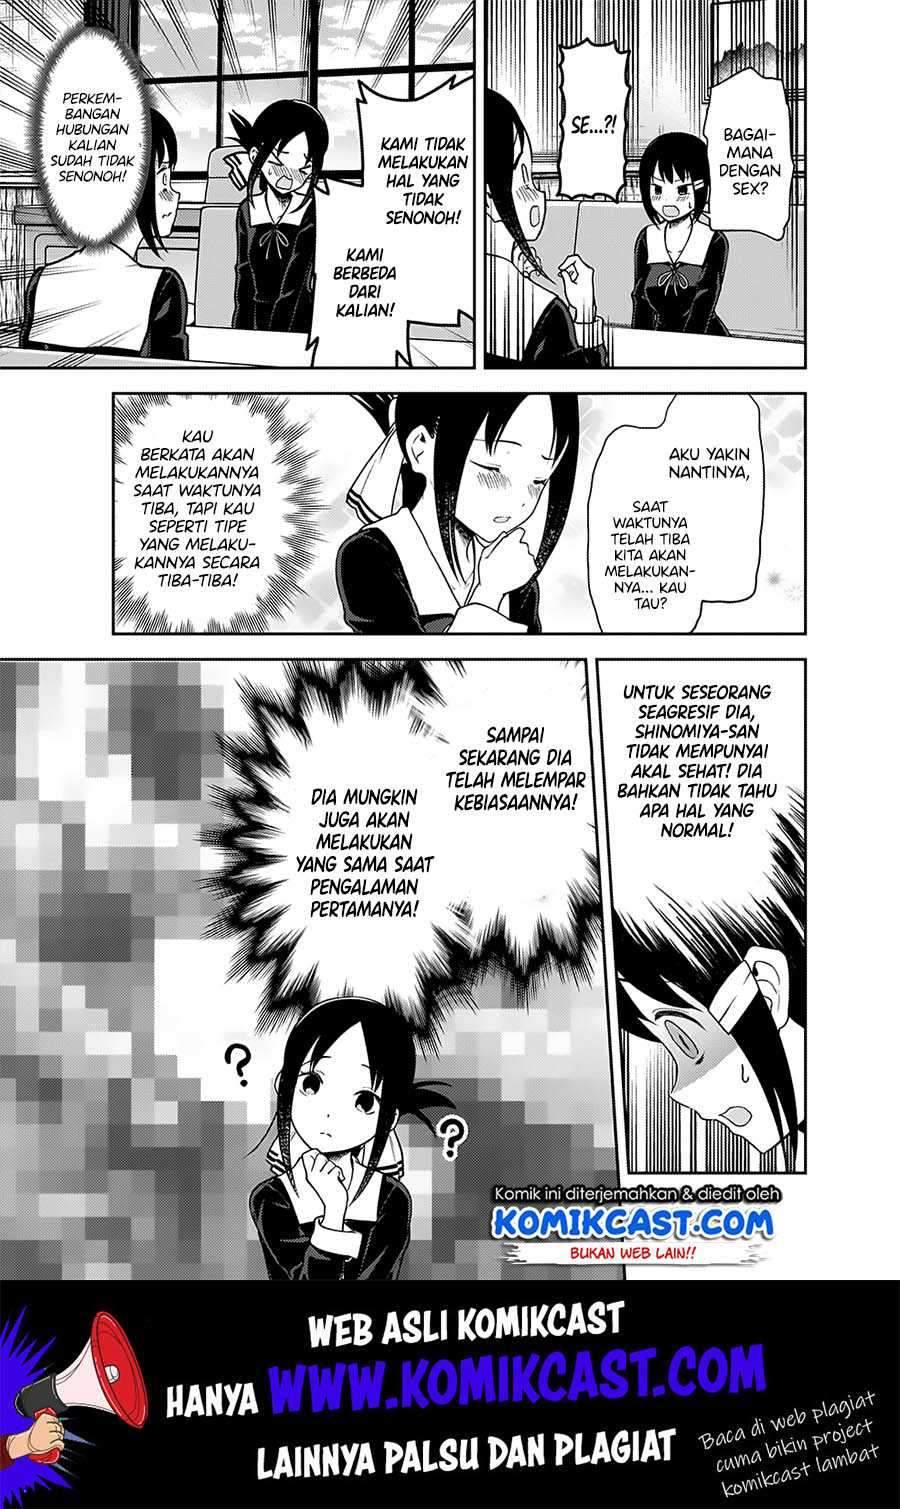 BAGAI-
MANA
DENGAN
SEX?
SE...?!
KAMI TIDAK
MELAKUKAN
HAL YANG
TIDAK
SENONOH!
KAMI
BERBEDA
DARI
KALIAN!
PERKEM-
BANGAN
HUBUNGAN
KALIAN
SUDAH TIDAK
SENONOH!
AKU YAKIN
NANTINYA,
SAAT
WAKTUNYA
TELAH TIBA
KITA AKAN
MELAKUKAN-
NYA... KAU
TAU?
KAU
BERKATA AKAN
MELAKUKANNYA
SAAT WAKTUNYA
TIBA, TAPI KAU
SEPERTI TIPE
YANG MELAKU-
KANNYA SECARA
TIBA-TIBA!
UNTUK SESEORANG
SEAGRESIF DIA,
SHINOMIYA-SAN
TIDAK MEMPUNYAI
AKAL SEHAT! DIA
BAHKAN TIDAK TAHU
APA HAL YANG
NORMAL!
SAMPAI
SEKARANG DIA
TELAH MELEMPAR
KEBIASAANNYA!
DIA MUNGKIN
JUGA AKAN
MELAKUKAN
YANG SAMA SAAT
PENGALAMAN
PERTAMANYA!
?
?
Komik ini diterjemahkan & diedit oleh
KOMIKCAST.COM
BUKAN WEB LAIN!!
WEB ASLI KOMIKCAST
HANYA WWW.KOMIKCAST.COM
LAINNYA PALSU DAN PLAGIAT
Baca di web plagiat
cuma bikin project
komikcast lambat